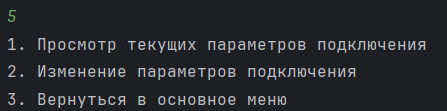 5
1. Просмотр текущих параметров подключения
2. Изменение параметров подключения
3. Вернуться в основное меню